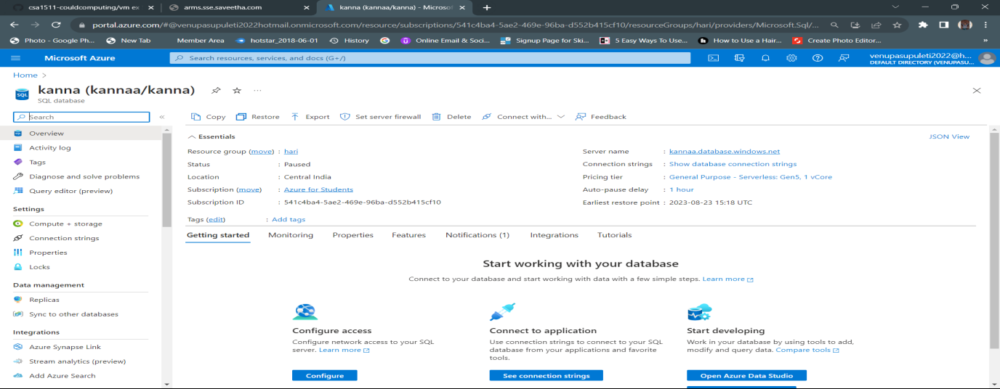 csa1511-couldcomputing/vm ex
arms.sse.saveetha.com
kanna (kannaa/kanna) - Microsof
portal.azure.com/#@venupasupuleti2022hotmail.onmicrosoft.com/resource/subscriptions/541c4ba4-5ae2-469e-96ba-d552b415cf10/resourceGroups/hari/providers/Microsoft.Sql/...
Photo - Google Ph...
New Tab
Member Area
hotstar_2018-06-01
History
Online Email & Soci...
Signup Page for Ski...
5 Easy Ways To Use...
How to Use a Hair...
Create Photo Editor...
Microsoft Azure
Search resources, services, and docs (G+/)
venupasupuleti2022@h...
DEFAULT DIRECTORY (VENUPASU...
Home >
kanna (kannaa/kanna)
SQL database
Search
Copy
Restore
Export
Set server firewall
Delete
Connect with...
Feedback
Overview
Activity log
Tags
Diagnose and solve problems
Query editor (preview)
Settings
Compute + storage
Connection strings
Properties
Locks
Data management
Replicas
Sync to other databases
Integrations
Azure Synapse Link
Stream analytics (preview)
Add Azure Search
Essentials
JSON View
Resource group (move) : hari
Status : Paused
Location : Central India
Subscription (move) : Azure for Students
Subscription ID : 541c4ba4-5ae2-469e-96ba-d552b415cf10
Server name : kannaa.database.windows.net
Connection strings : Show database connection strings
Pricing tier : General Purpose - Serverless: Gen5, 1 vCore
Auto-pause delay : 1 hour
Earliest restore point : 2023-08-23 15:18 UTC
Tags (edit) : Add tags
Getting started
Monitoring
Properties
Features
Notifications (1)
Integrations
Tutorials
Start working with your database
Connect to your database and start working with data with a few simple steps. Learn more
Configure access
Configure network access to your SQL
server. Learn more
Configure
Connect to application
Use connection strings to connect to your SQL
database from your applications and favorite
tools.
See connection strings
Start developing
Work in your database by using tools to add,
modify and query data. Compare tools
Open Azure Data Studio